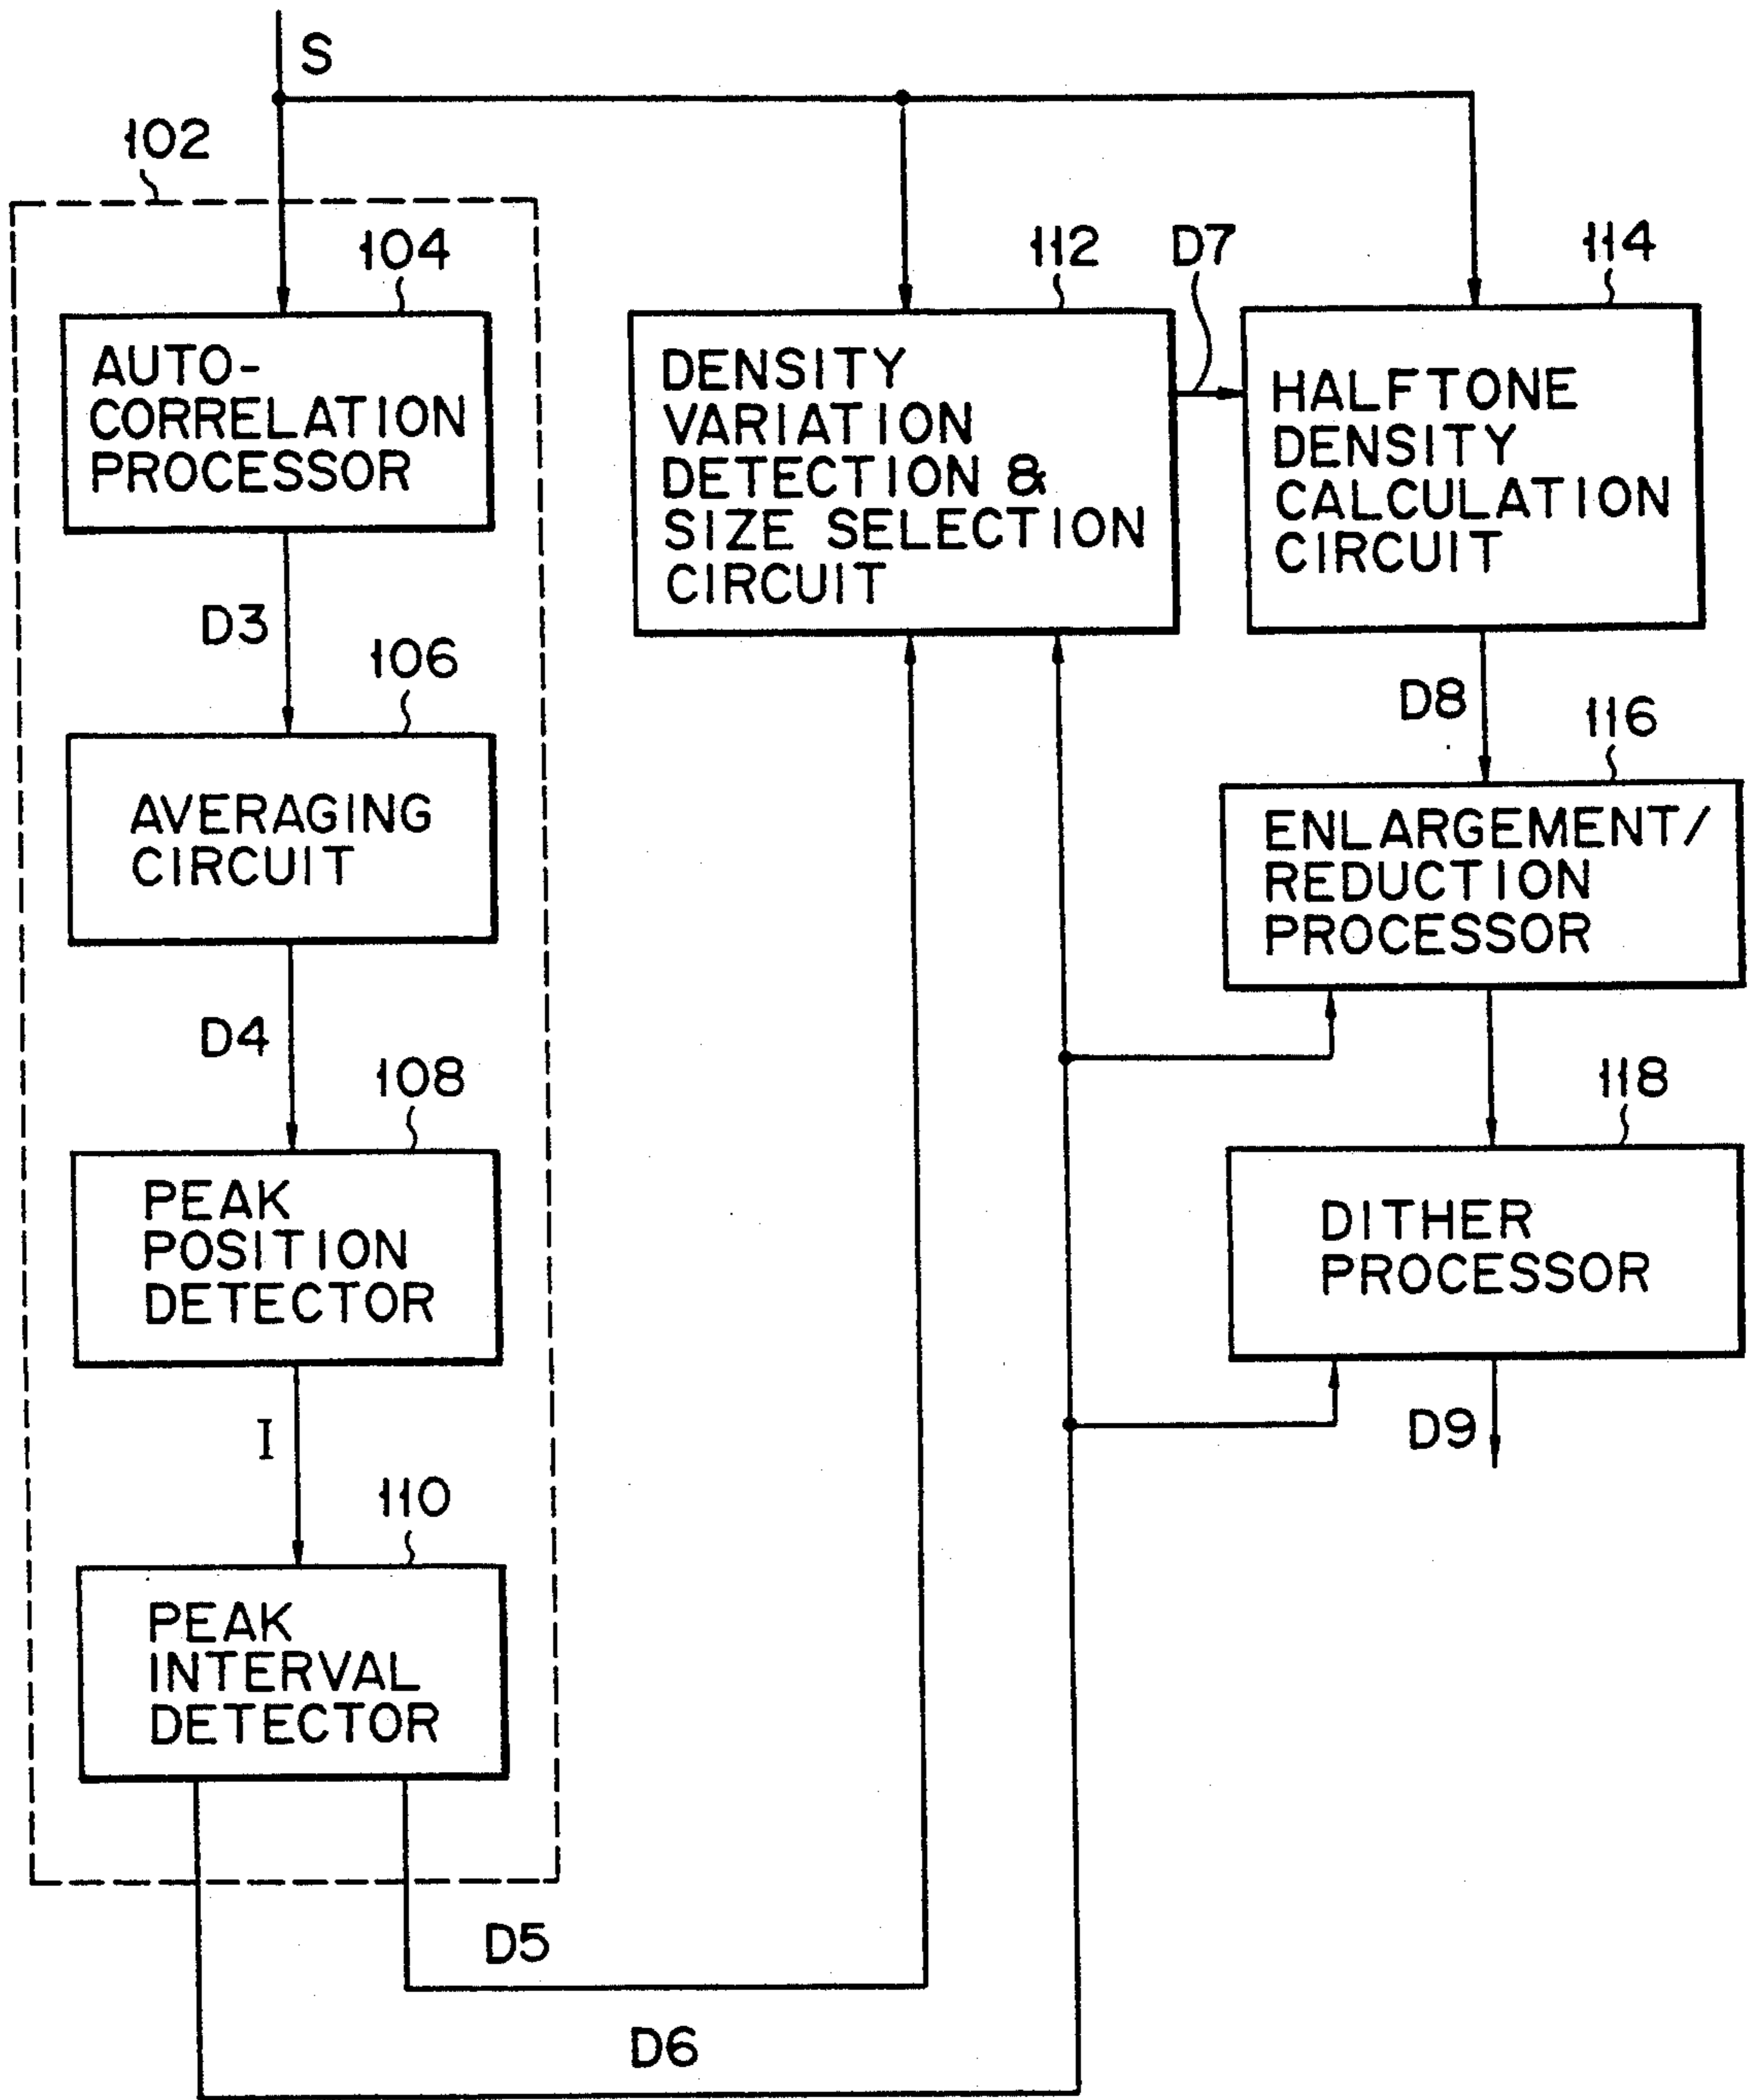 S
102
104
AUTO-
CORRELATION
PROCESSOR
D3
106
AVERAGING
CIRCUIT
D4
108
PEAK
POSITION
DETECTOR
I
110
PEAK
INTERVAL
DETECTOR
D5
D6
112
DENSITY
VARIATION
DETECTION &
SIZE SELECTION
CIRCUIT
D7
114
HALFTONE
DENSITY
CALCULATION
CIRCUIT
D8
116
ENLARGEMENT/
REDUCTION
PROCESSOR
118
DITHER
PROCESSOR
D9